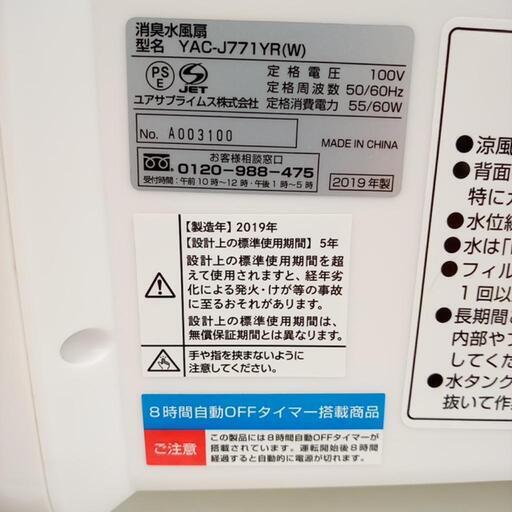 消臭水風扇
型名 YAC-J771YR(W)
PS
E
JET
定格電圧 100V
定格周波数 50/60Hz
ユアサプライムス株式会社 定格消費電力 55/60W
No. A003100
MADE IN CHINA
お客様相談窓口
0120-988-475
受付時間：午前10時〜12時・午後1〜5時
2019年製
【製造年】2019年
【設計上の標準使用期間】5年
設計上の標準使用期間を超
えて使用されますと、経年劣
化による発火・けが等の事故
に至るおそれがあります。
設計上の標準使用期間は、
無償保証期間とは異なります。
手や指を挟まないように
注意してください。
8時間自動OFFタイマー搭載商品
ご注意
この製品には8時間自動OFFタイマーが
搭載されています。運転開始後8時間
経過すると自動的に電源が切れます。
●涼風
●背面
特に
●水位
●水は
●フィル
1回以
●長期間
内部や
してくだ
●水タンク
抜いて作